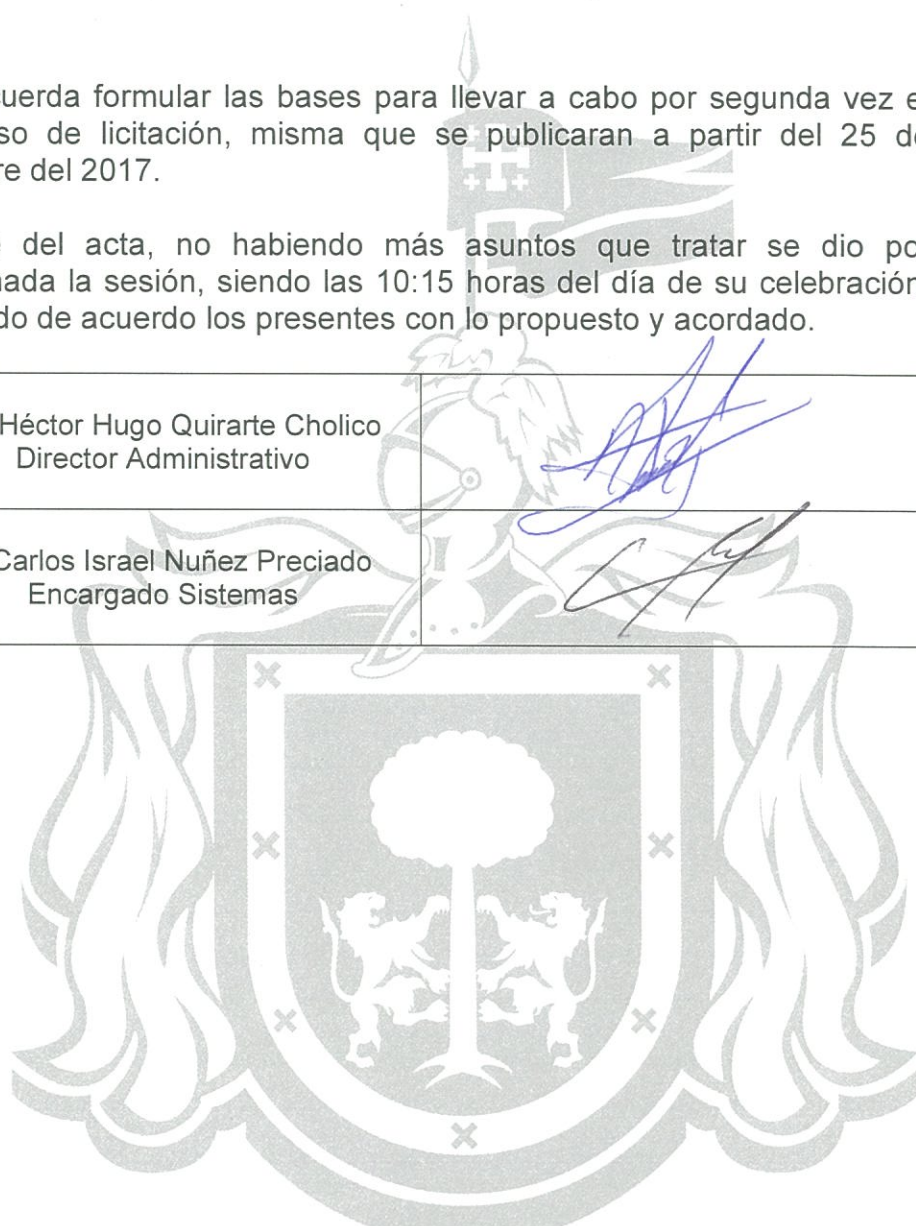 uerda formular las bases para llevar a cabo por segunda vez e
so de licitación, misma que se publicaran a partir del 25 de
re del 2017.
del acta, no habiendo más asuntos que tratar se dio po
nada la sesión, siendo las 10:15 horas del día de su celebración
do de acuerdo los presentes con lo propuesto y acordado.
Héctor Hugo Quirarte Cholico
Director Administrativo
Carlos Israel Nuñez Preciado
Encargado Sistemas